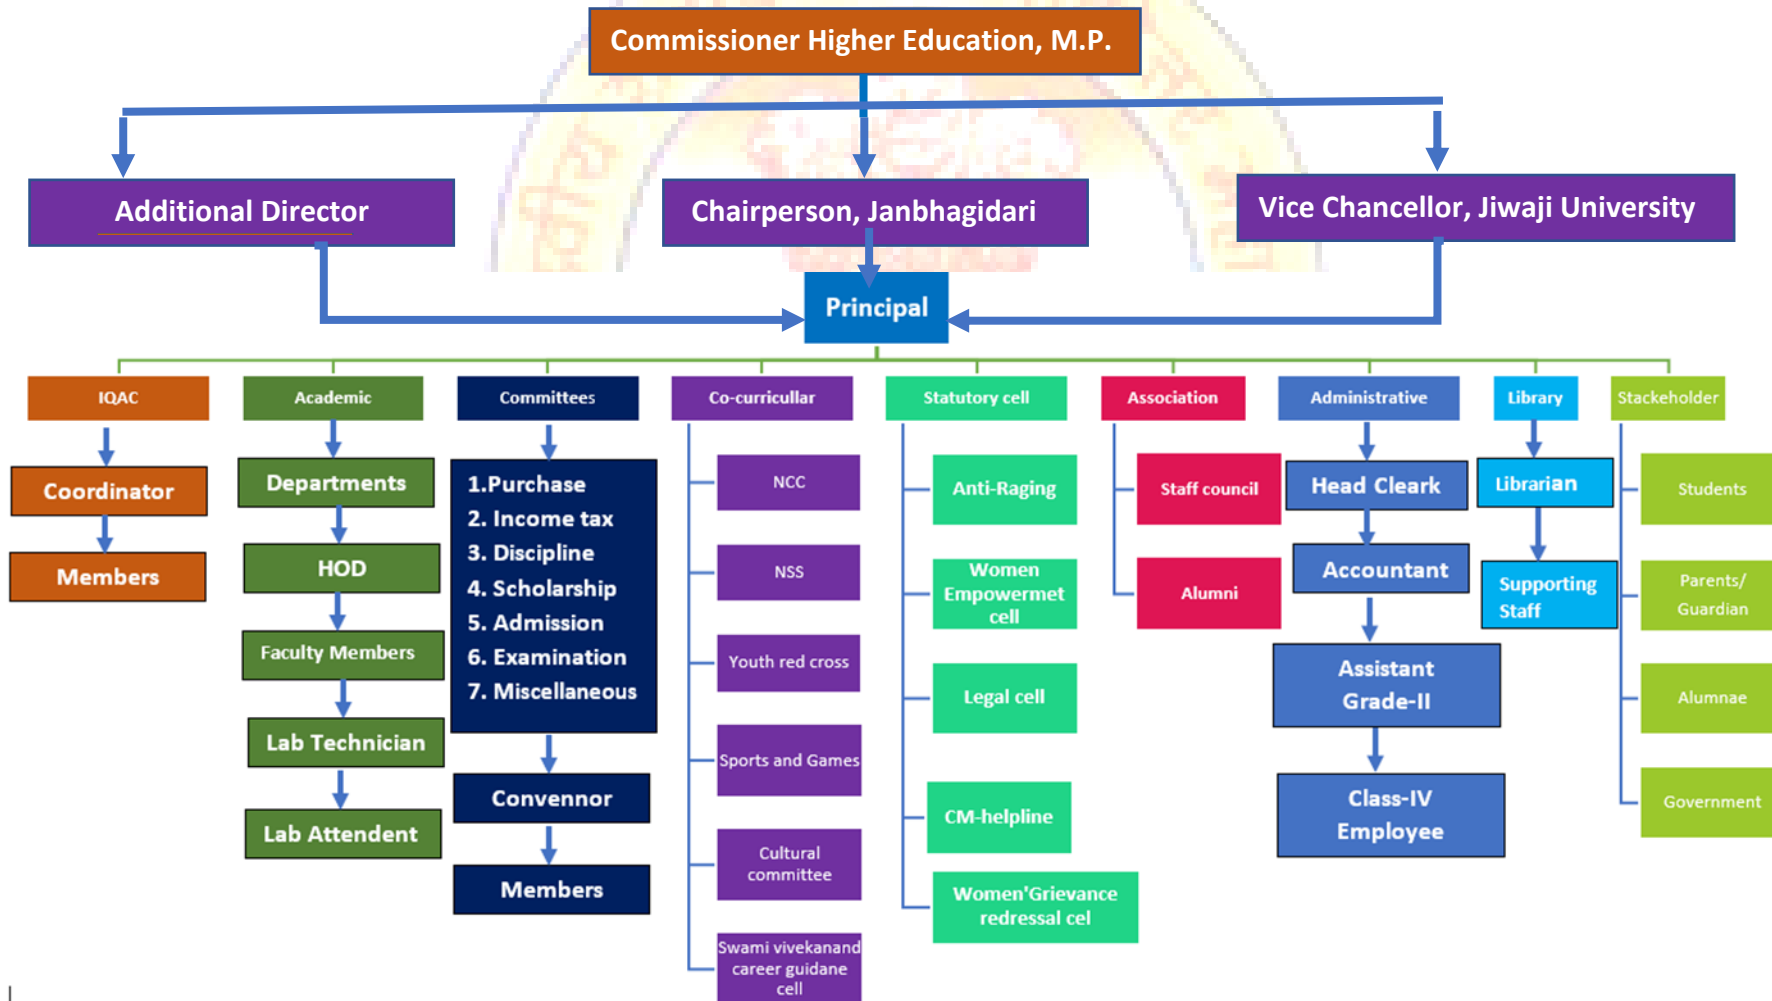 Commissioner Higher Education, M.P.
Additional Director
Chairperson, Janbhagidari
Vice Chancellor, Jiwaji University
Principal
IQAC
Coordinator
Members
Academic
Departments
HOD
Faculty Members
Lab Technician
Lab Attendent
Committees
1.Purchase
2. Income tax
3. Discipline
4. Scholarship
5. Admission
6. Examination
7. Miscellaneous
Convennor
Members
Co-curricullar
NCC
NSS
Youth red cross
Sports and Games
Cultural
committee
Swami vivekanand
career guidane
cell
Statutory cell
Anti-Raging
Women
Empowermet
cell
Legal cell
CM-helpline
Women'Grievance
redressal cel
Association
Staff council
Alumni
Administrative
Head Cleark
Accountant
Assistant
Grade-II
Class-IV
Employee
Library
Librarian
Supporting
Staff
Stackeholder
Students
Parents/
Guardian
Alumnae
Government